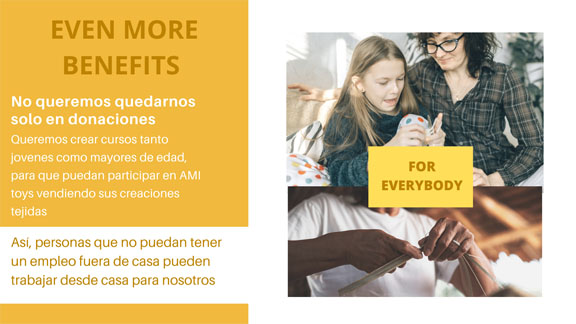 EVEN MORE
BENEFITS
No queremos quedarnos
solo en donaciones
Queremos crear cursos tanto
jovenes como mayores de edad,
para que puedan participar en AMI
toys vendiendo sus creaciones
tejidas
Así, personas que no puedan tener
un empleo fuera de casa pueden
trabajar desde casa para nosotros
FOR
EVERYBODY